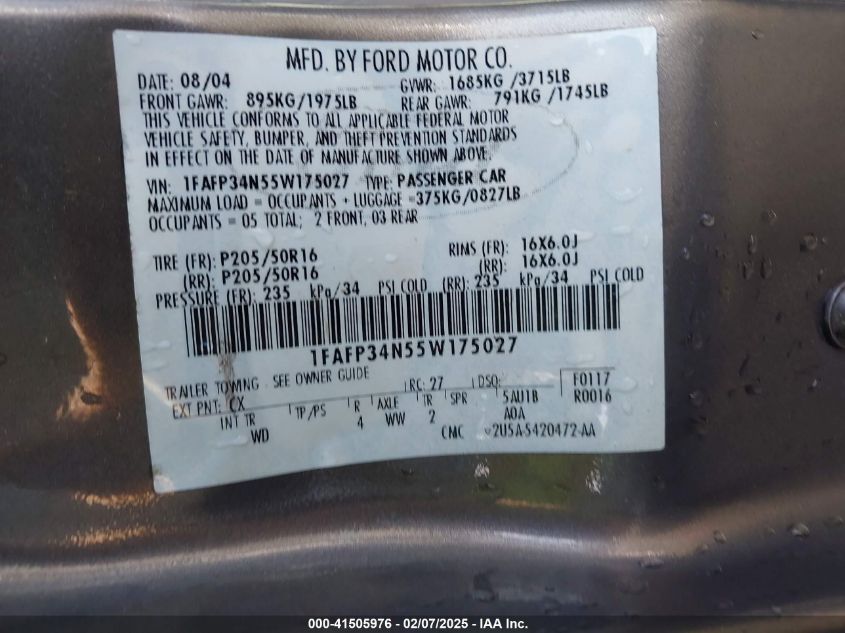 MFD. BY FORD MOTOR CO.
DATE: 08/04 GVWR: 1685KG /3715LB
FRONT GAWR: 895KG/1975LB REAR GAWR: 791KG /1745LB
THIS VEHICLE CONFORMS TO ALL APPLICABLE FEDERAL MOTOR
VEHICLE SAFETY, BUMPER, AND THEFT PREVENTION STANDARDS
IN EFFECT ON THE DATE OF MANUFACTURE SHOWN ABOVE.
VIN: 1FAFP34N55W175027 TYPE: PASSENGER CAR
MAXIMUM LOAD = OCCUPANTS + LUGGAGE = 375KG/0827LB
OCCUPANTS = 05 TOTAL; 2 FRONT, 03 REAR
TIRE (FR): P205/50R16 RIMS (FR): 16X6.0J
(RR): P205/50R16 (RR): 16X6.0J
PRESSURE (FR): 235 kPa/34 PSI COLD (RR): 235 kPa/34 PSI COLD
1FAFP34N55W175027
TRAILER TOWING - SEE OWNER GUIDE RC: 27 DSO: F0117
EXT PNT: CX TP/PS R AXLE TR SPR 5AU1B R0016
INT TR 4 WW 2 AOA
WD CMC v2U5A-5420472-AA
000-41505976 - 02/07/2025 - IAA Inc.